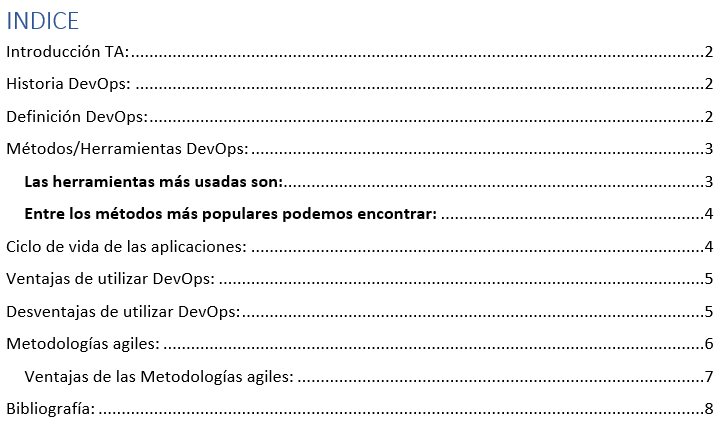 INDICE
Introducción TA:........................................................................................................................2
Historia DevOps: ........................................................................................................................2
Definición DevOps:.....................................................................................................................2
Métodos/Herramientas DevOps:................................................................................................3
Las herramientas más usadas son:.........................................................................................3
Entre los métodos más populares podemos encontrar: .........................................................4
Ciclo de vida de las aplicaciones: ................................................................................................4
Ventajas de utilizar DevOps: .......................................................................................................5
Desventajas de utilizar DevOps:..................................................................................................5
Metodologías agiles: ...................................................................................................................6
Ventajas de las Metodologías agiles: .......................................................................................7
Bibliografía: .................................................................................................................................8